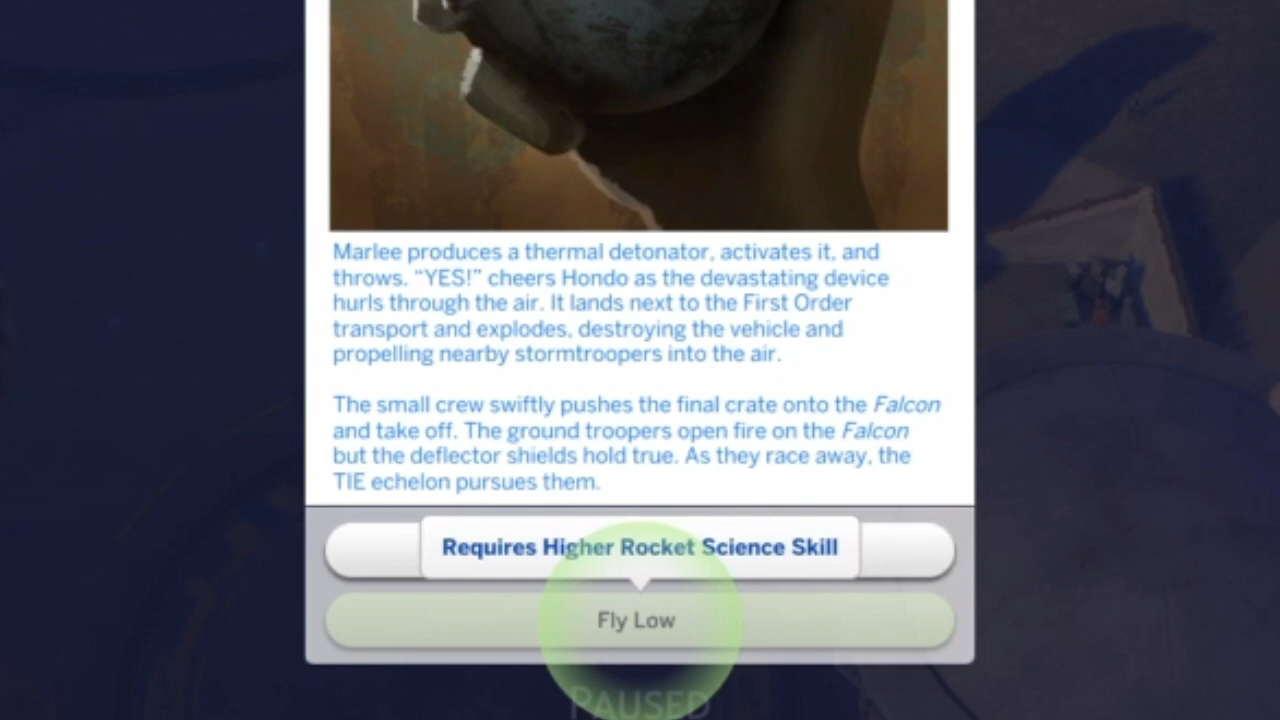 Marlee produces a thermal detonator, activates it, and
throws. “YES!” cheers Hondo as the devastating device
hurls through the air. It lands next to the First Order
transport and explodes, destroying the vehicle and
propelling nearby stormtroopers into the air.
The small crew swiftly pushes the final crate onto the Falcon
and take off. The ground troopers open fire on the Falcon
but the deflector shields hold true. As they race away, the
TIE echelon pursues them.
Requires Higher Rocket Science Skill
Fly Low
PAUSED